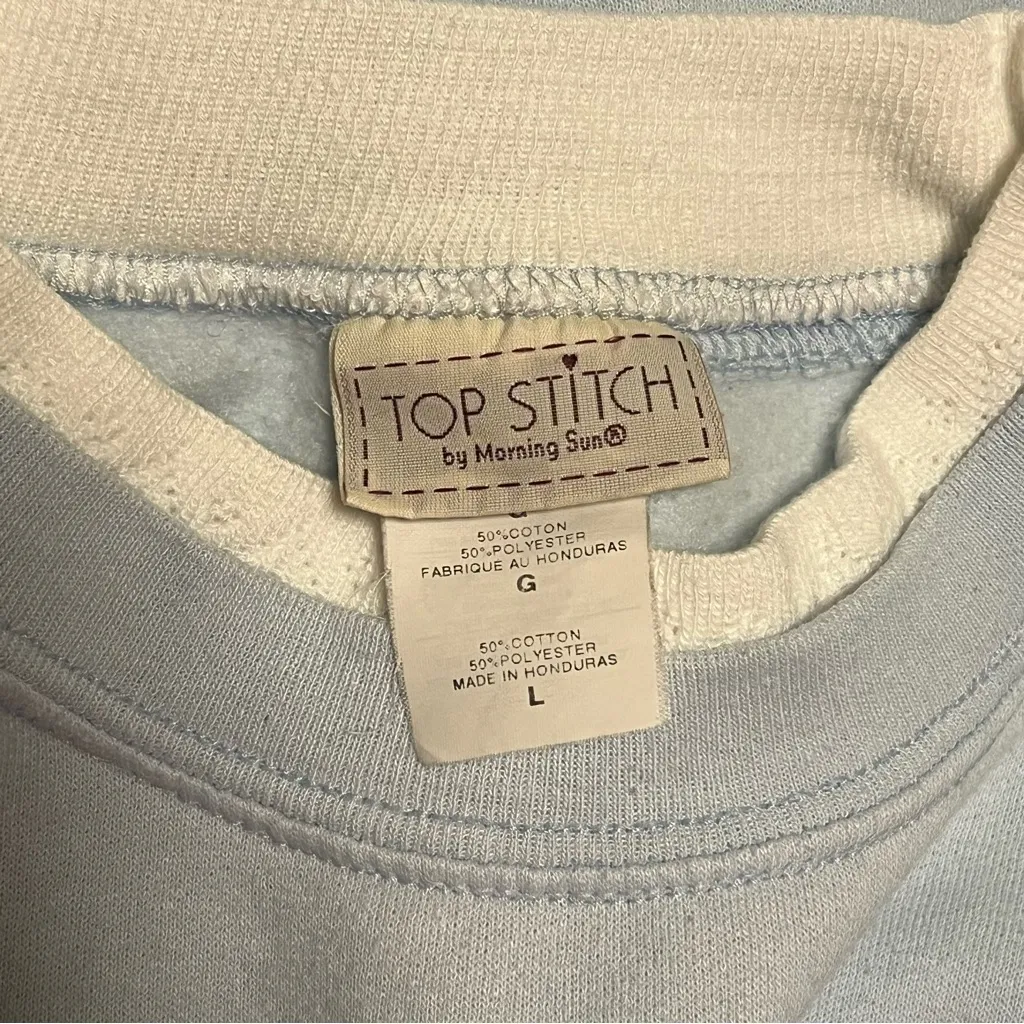 TOP STITCH
by Morning Sun®
50%COTON
50%POLYESTER
FABRIQUE AU HONDURAS
G
50%COTTON
50%POLYESTER
MADE IN HONDURAS
L